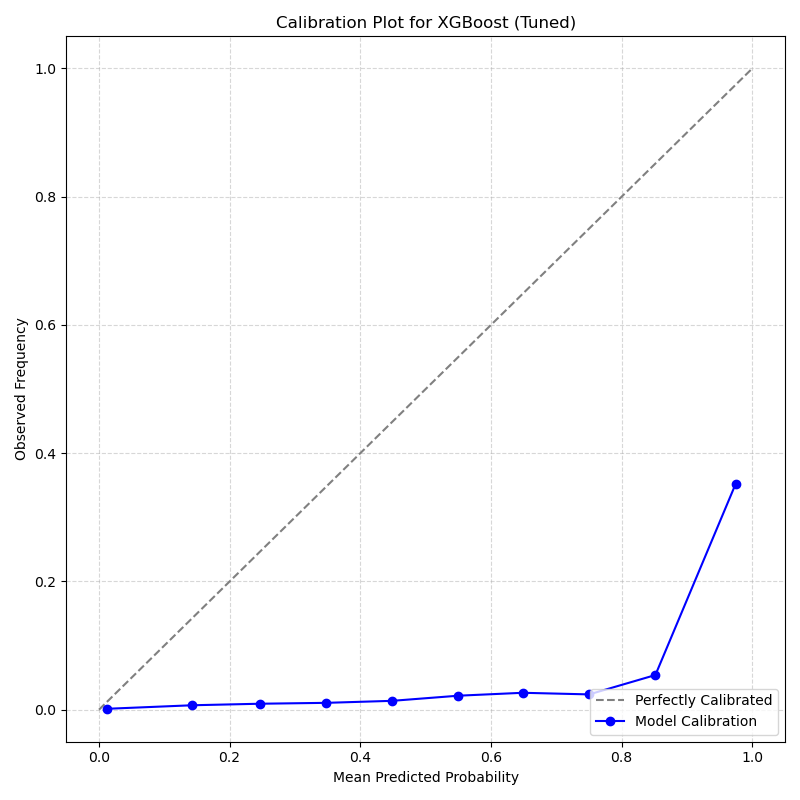 Calibration Plot for XGBoost (Tuned)
1.0
0.8
0.6
0.4
0.2
0.0
Observed Frequency
0.0 0.2 0.4 0.6 0.8 1.0
Mean Predicted Probability
Perfectly Calibrated
Model Calibration